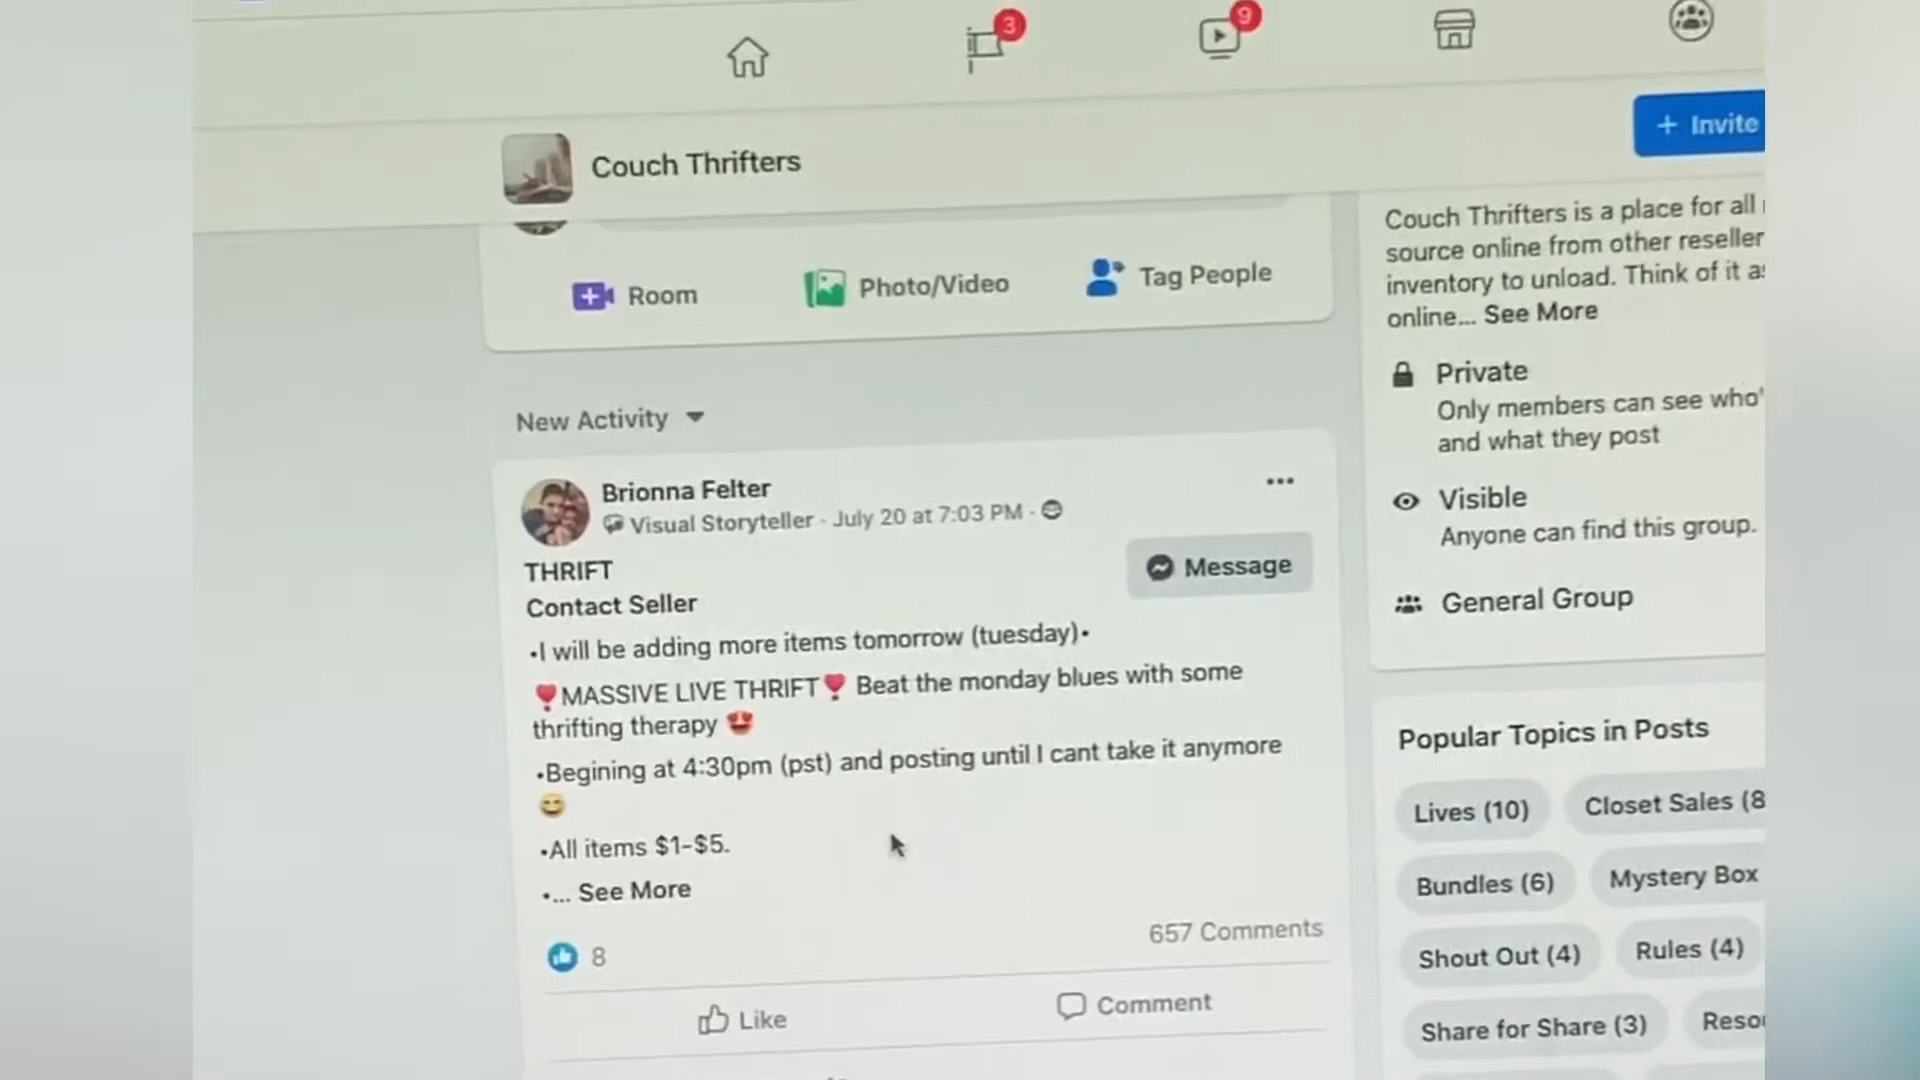 3
9
+ Invite
Couch Thrifters
Room
Photo/Video
Tag People
Couch Thrifters is a place for all
source online from other reseller
inventory to unload. Think of it
online... See More
Private
Only members can see who'
and what they post
Visible
Anyone can find this group.
General Group
New Activity
Brionna Felter
Visual Storyteller · July 20 at 7:03 PM ·
Message
THRIFT
Contact Seller
•I will be adding more items tomorrow (tuesday)•
❣️MASSIVE LIVE THRIFT❣️ Beat the monday blues with some
thrifting therapy 😍
•Begining at 4:30pm (pst) and posting until I cant take it anymore
😅
•All items $1-$5.
•... See More
8
657 Comments
Like
Comment
Popular Topics in Posts
Lives (10)
Closet Sales (8
Bundles (6)
Mystery Box
Shout Out (4)
Rules (4)
Share for Share (3)